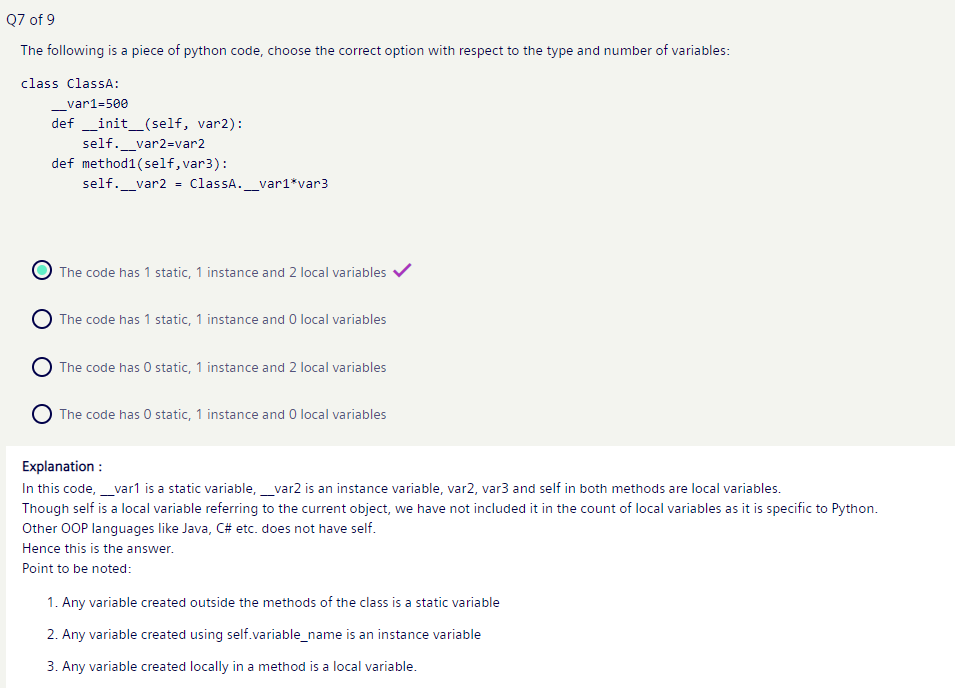 Q7 of 9
The following is a piece of python code, choose the correct option with respect to the type and number of variables:
class ClassA:
    __var1=500
    def __init__(self, var2):
        self.__var2=var2
    def method1(self,var3):
        self.__var2 = ClassA.__var1*var3
The code has 1 static, 1 instance and 2 local variables
The code has 1 static, 1 instance and 0 local variables
The code has 0 static, 1 instance and 2 local variables
The code has 0 static, 1 instance and 0 local variables
Explanation :
In this code, __var1 is a static variable, __var2 is an instance variable, var2, var3 and self in both methods are local variables.
Though self is a local variable referring to the current object, we have not included it in the count of local variables as it is specific to Python.
Other OOP languages like Java, C# etc. does not have self.
Hence this is the answer.
Point to be noted:
1. Any variable created outside the methods of the class is a static variable
2. Any variable created using self.variable_name is an instance variable
3. Any variable created locally in a method is a local variable.